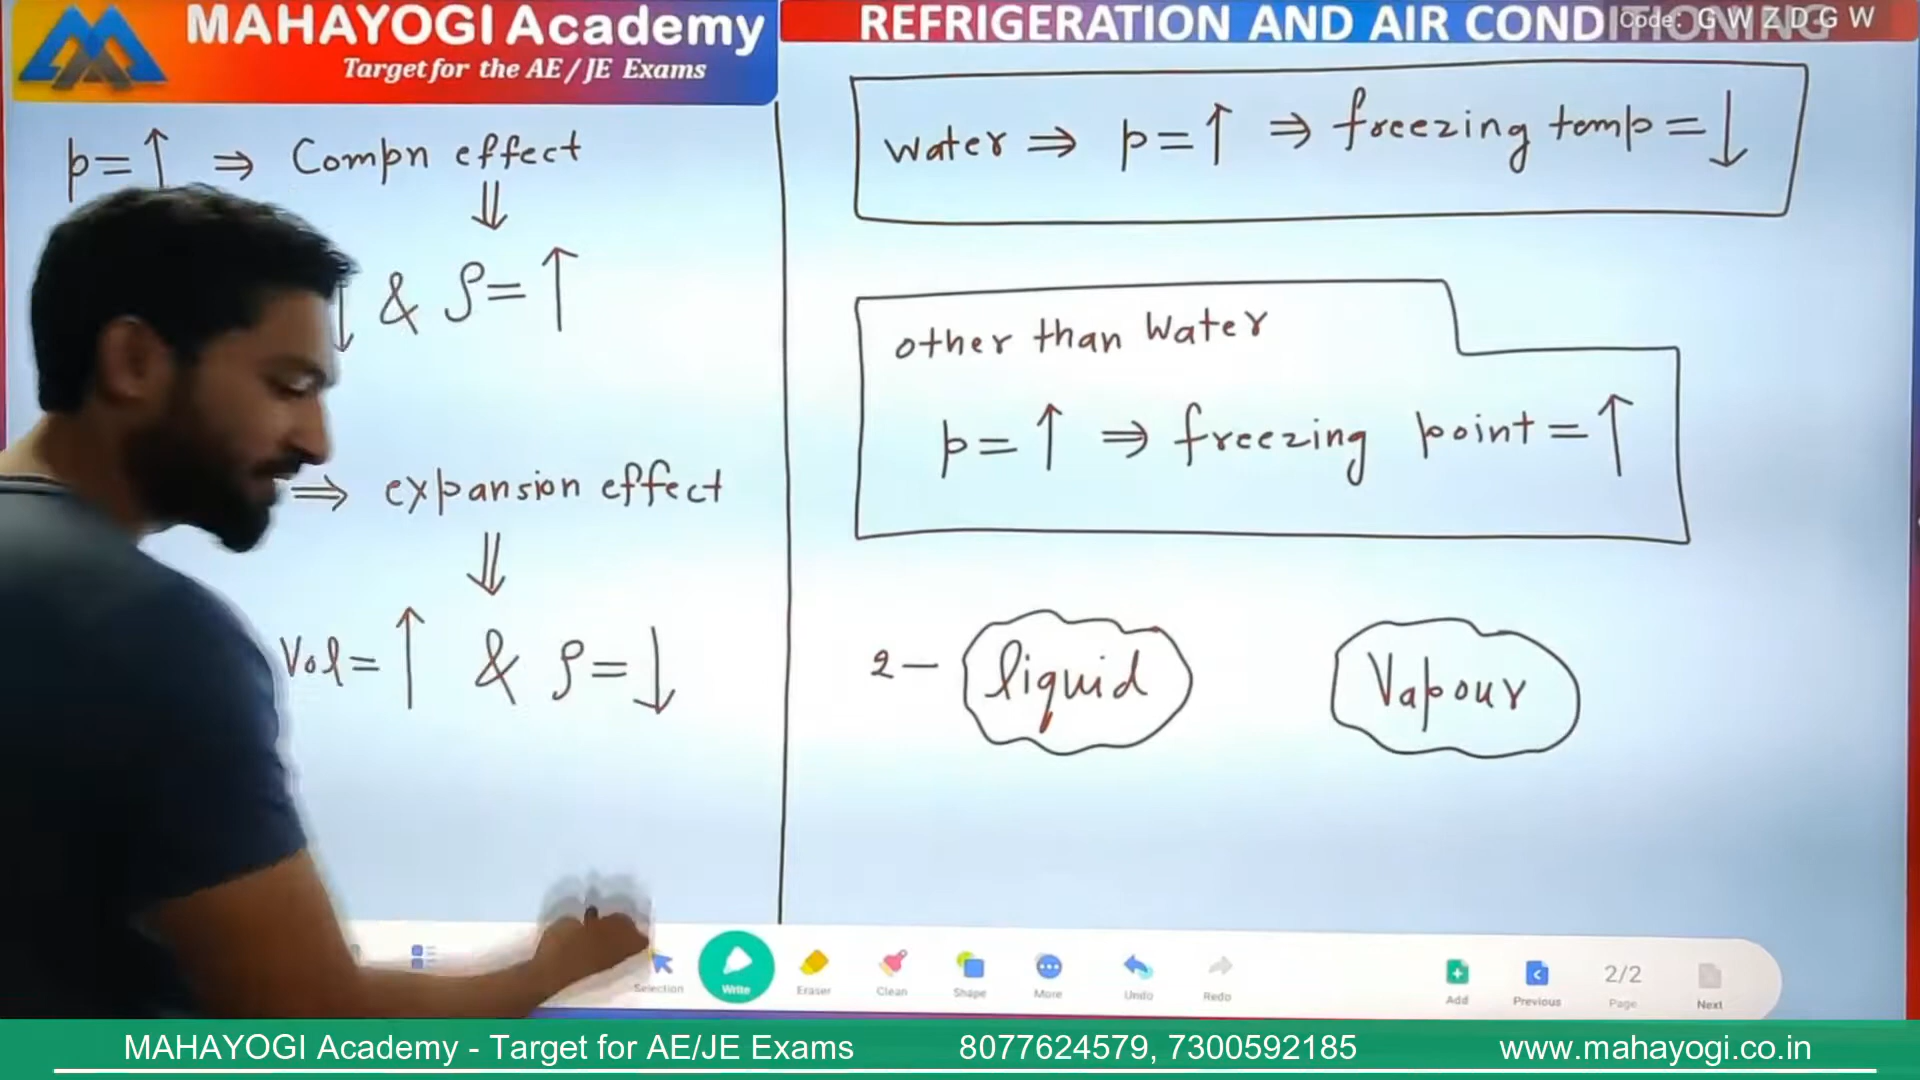 MAHAYOGI Academy
Target for the AE / JE Exams
REFRIGERATION AND AIR CONDITIONING
Code: G W Z D G W
p=↑ ⇒ Compn effect
⇓
↓ & ρ=↑
⇒ expansion effect
⇓
Vol=↑ & ρ=↓
water ⇒ p=↑ ⇒ freezing temp=↓
other than Water
p=↑ ⇒ freezing point=↑
2- liquid Vapour
Selection Write Eraser Clean Shape More Undo Redo Add Previous 2/2 Page Next
MAHAYOGI Academy - Target for AE/JE Exams 8077624579, 7300592185 www.mahayogi.co.in